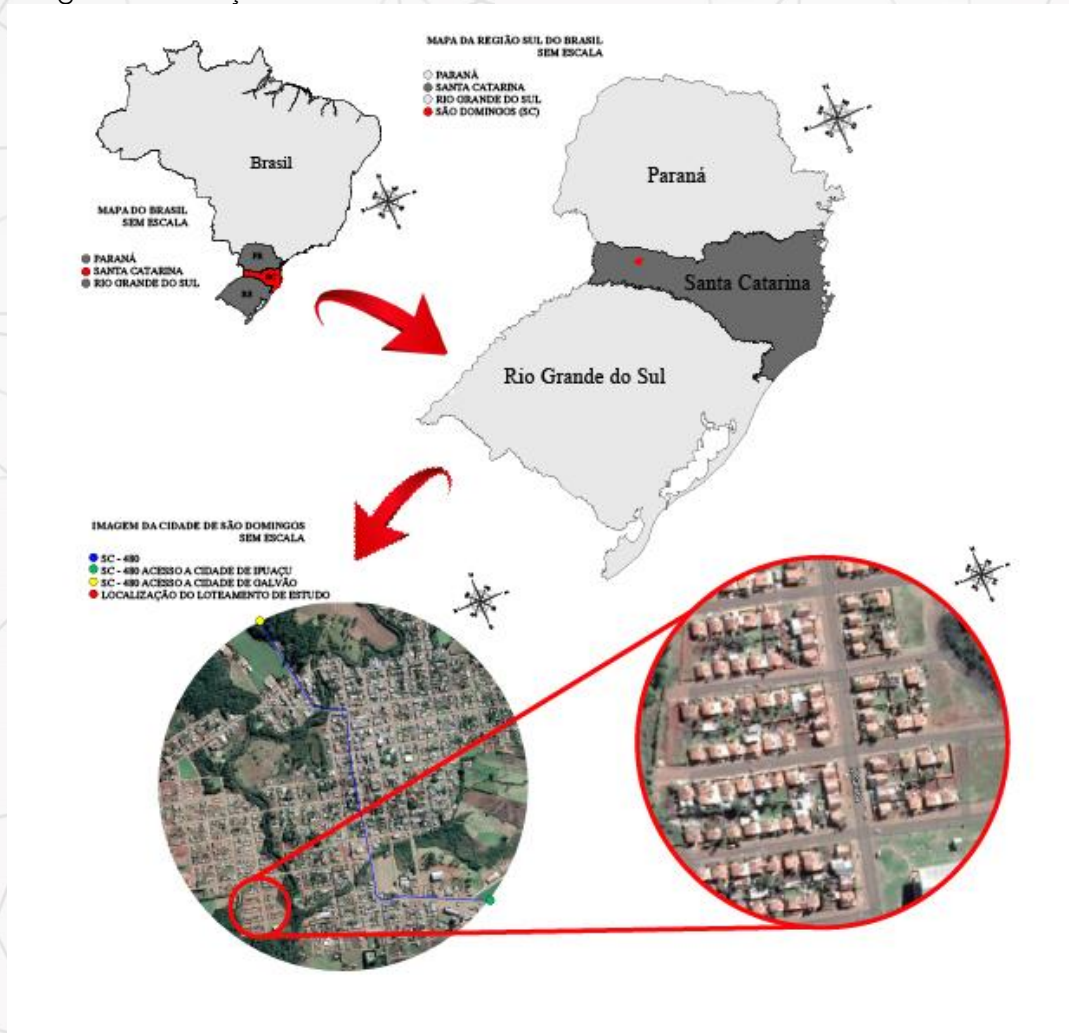 MAPA DA REGIÃO SUL DO BRASIL
SEM ESCALA
PARANÁ
SANTA CATARINA
RIO GRANDE DO SUL
SÃO DOMINGOS (SC)
Brasil
MAPA DO BRASIL
SEM ESCALA
PARANÁ
SANTA CATARINA
RIO GRANDE DO SUL
PR
SC
RS
Paraná
Santa Catarina
Rio Grande do Sul
IMAGEM DA CIDADE DE SÃO DOMINGOS
SEM ESCALA
SC - 480
SC - 480 ACESSO A CIDADE DE IPUAÇU
SC - 480 ACESSO A CIDADE DE GALVÃO
LOCALIZAÇÃO DO LOTEAMENTO DE ESTUDO